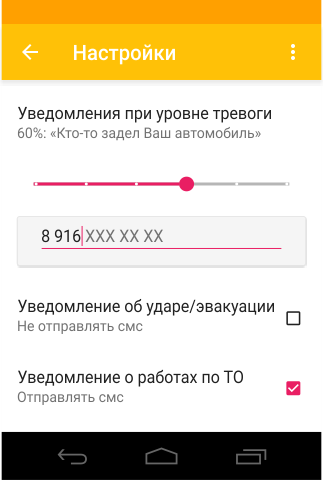 Настройки
Уведомления при уровне тревоги
60%: «Кто-то задел Ваш автомобиль»
8 916 XXX XX XX
Уведомление об ударе/эвакуации
Не отправлять смс
Уведомление о работах по ТО
Отправлять смс